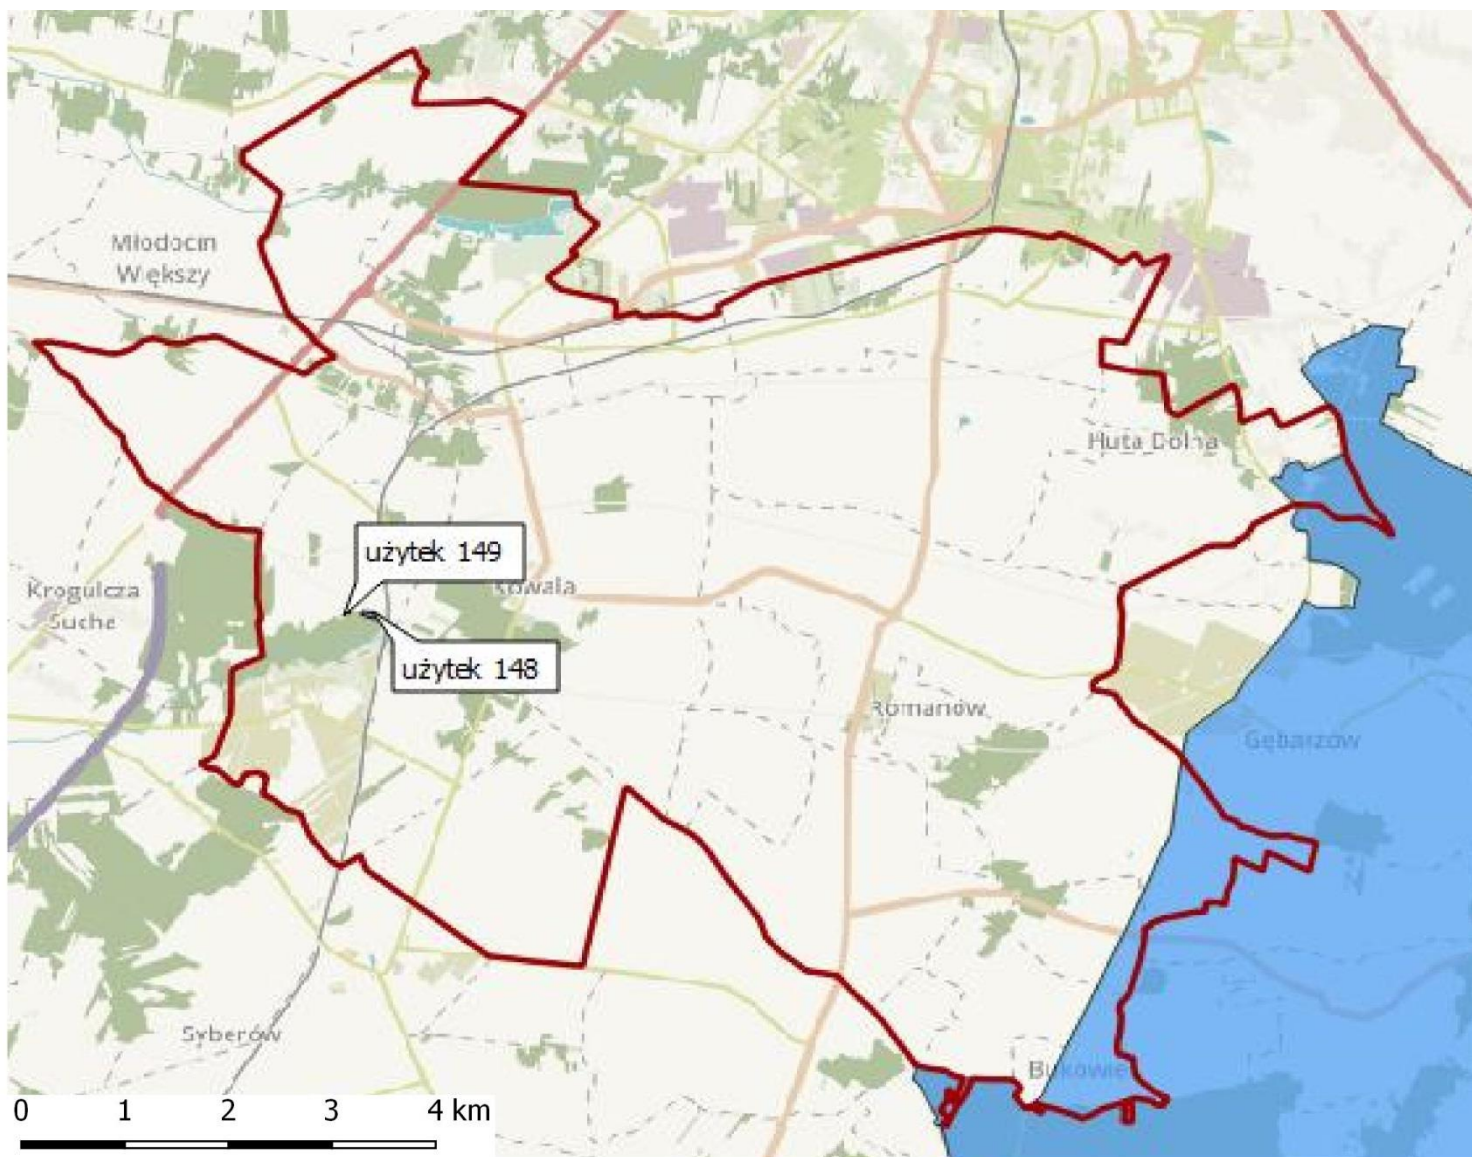 Młodocin
Większy
Huta Dolna
użytek 149
Krogulcza
Sucha
Kowala
użytek 148
Romanów
Gębarzów
Syberów
Bukowie
0 1 2 3 4 km